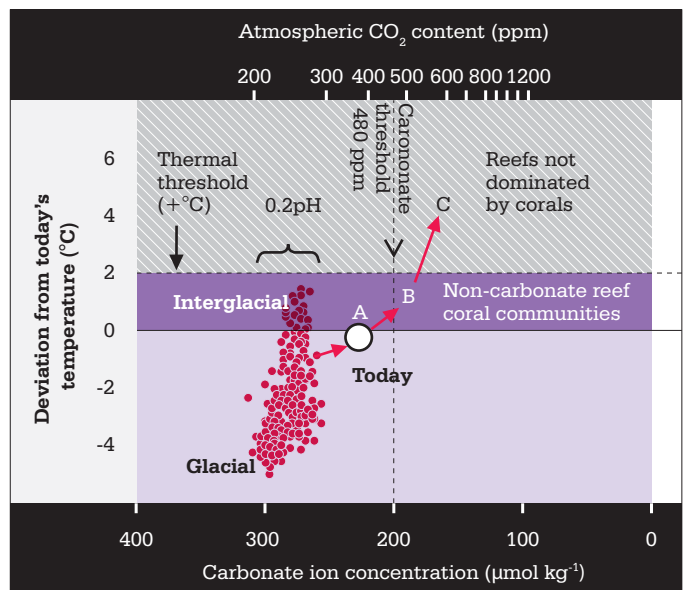 Atmospheric CO2 content (ppm)
200 300 400 500 600 800 1000 1200
Deviation from today's
temperature (°C)
6
4
2
0
-2
-4
Thermal
threshold
(+°C)
0.2pH
480 ppm
threshold
Carononate
Reefs not
dominated
by corals
C
Interglacial
A
B
Non-carbonate reef
coral communities
Today
Glacial
400 300 200 100 0
Carbonate ion concentration (µmol kg-1)